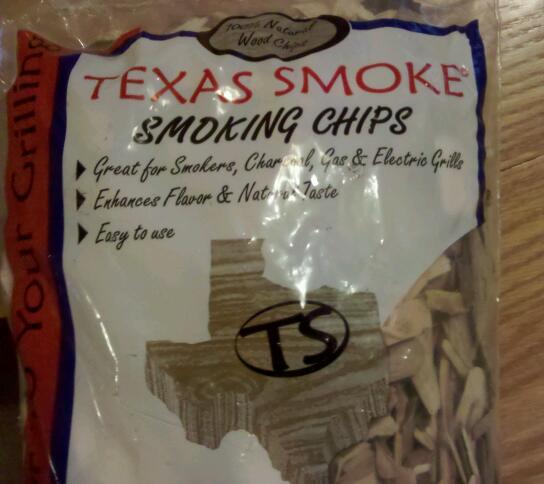 100% Natural
Wood Chips
TEXAS SMOKE
SMOKING CHIPS
Great for Smokers, Charcoal, Gas & Electric Grills
Enhances Flavor & Natural Taste
Easy to use
TS
Your Grilling